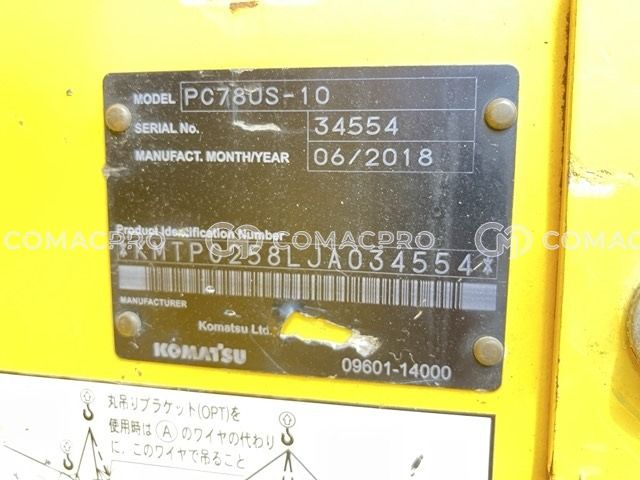 MODEL PC78US-10
SERIAL No. 34554
MANUFACT. MONTH/YEAR 06/2018
Product Identification Number
COMACPRO COMACPRO COMACPRO
*KMTPC258LJA034554*
MANUFACTURER
Komatsu Ltd.
KOMATSU 09601-14000
丸吊りブラケット(OPT)を
使用時は Ⓐ のワイヤの代わり
に、このワイヤで吊ること